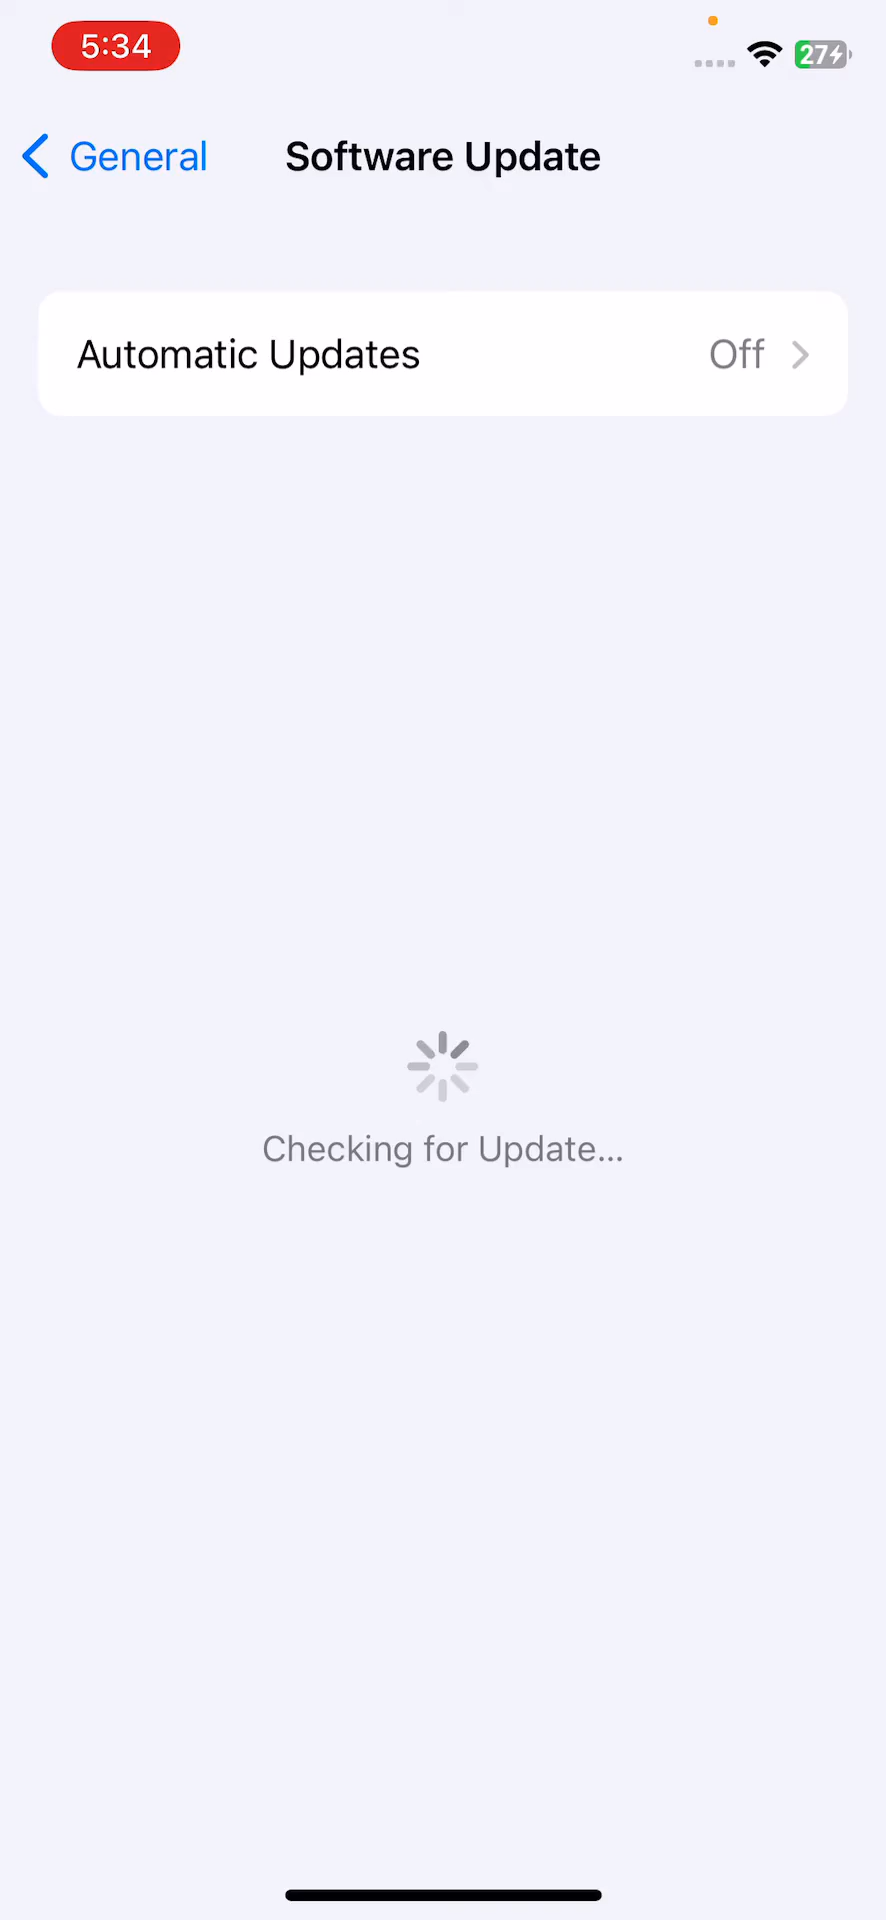 5:34
27
General
Software Update
Automatic Updates
Off
Checking for Update...